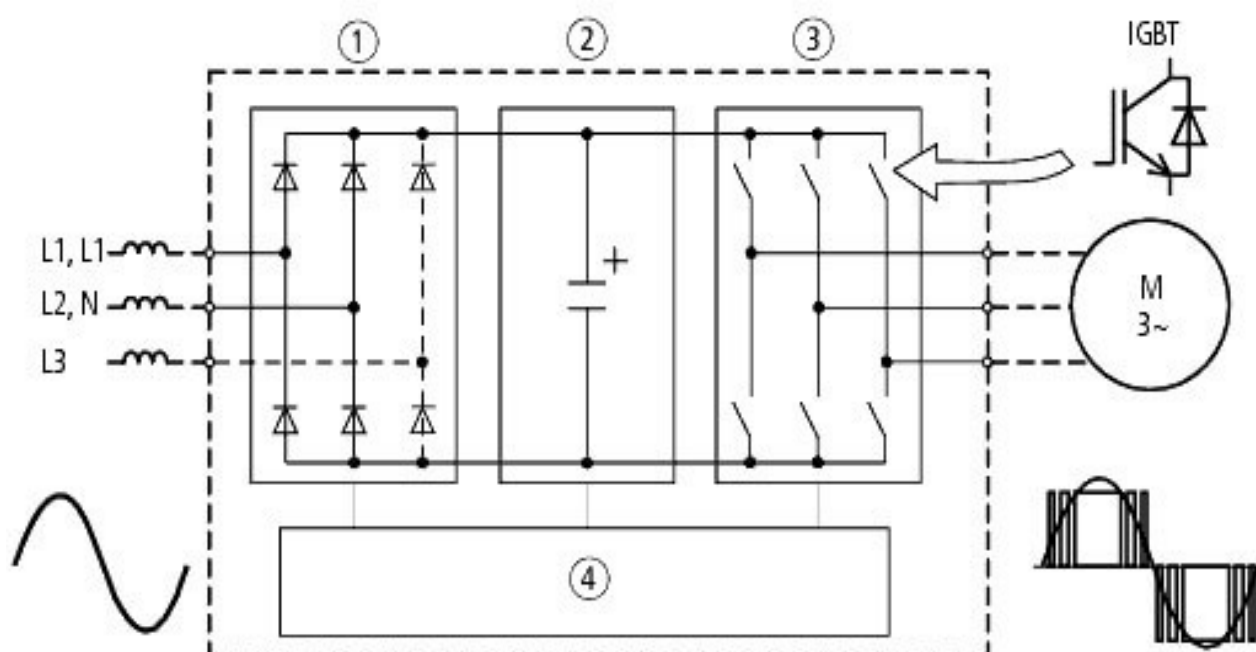 ① ② ③ IGBT
L1, L1
L2, N
L3
+
M
3~
④